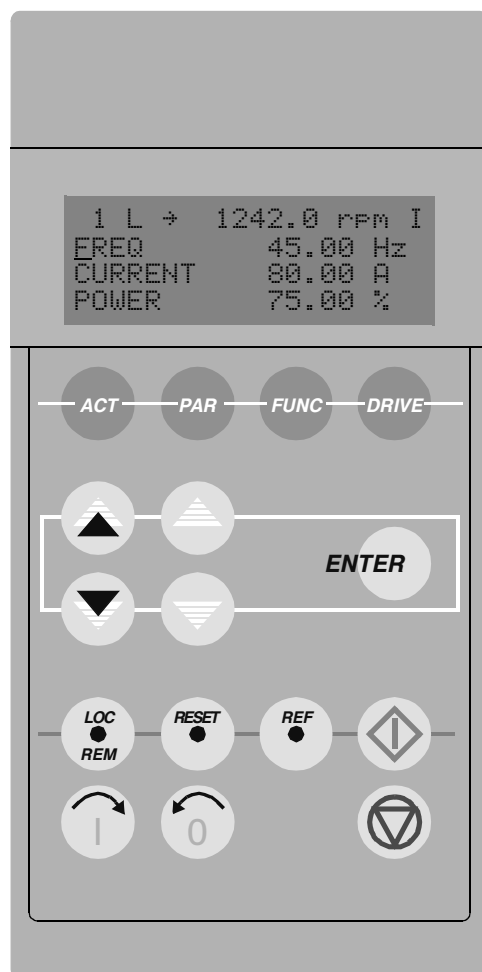 1 L → 1242.0 rpm I
FREQ 45.00 Hz
CURRENT 80.00 A
POWER 75.00 %
ACT PAR FUNC DRIVE
ENTER
LOC RESET REF
REM
I 0